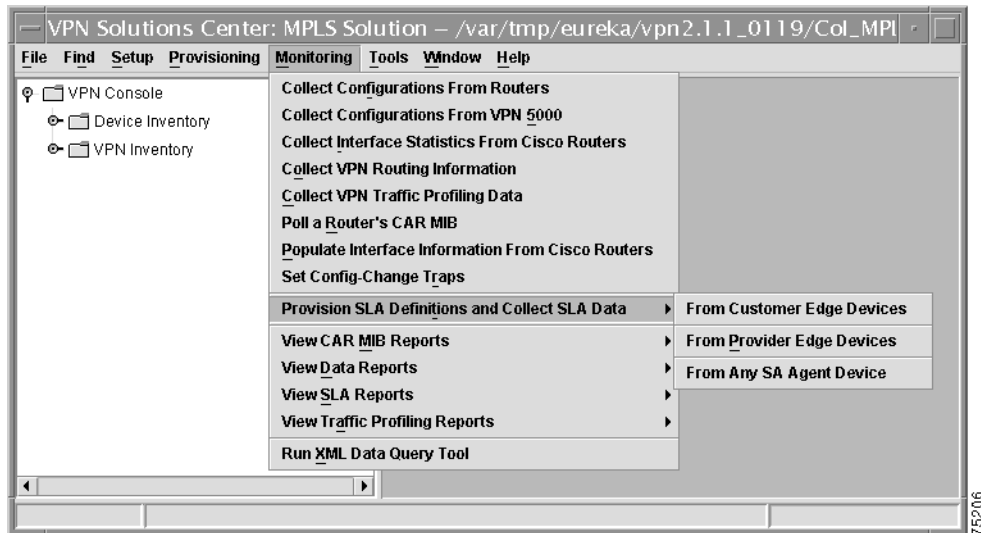 VPN Solutions Center: MPLS Solution – /var/tmp/eureka/vpn2.1.1_0119/Col_MPL
File Find Setup Provisioning Monitoring Tools Window Help
VPN Console
Device Inventory
VPN Inventory
Collect Configurations From Routers
Collect Configurations From VPN 5000
Collect Interface Statistics From Cisco Routers
Collect VPN Routing Information
Collect VPN Traffic Profiling Data
Poll a Router's CAR MIB
Populate Interface Information From Cisco Routers
Set Config-Change Traps
Provision SLA Definitions and Collect SLA Data
From Customer Edge Devices
From Provider Edge Devices
From Any SA Agent Device
View CAR MIB Reports
View Data Reports
View SLA Reports
View Traffic Profiling Reports
Run XML Data Query Tool
75206